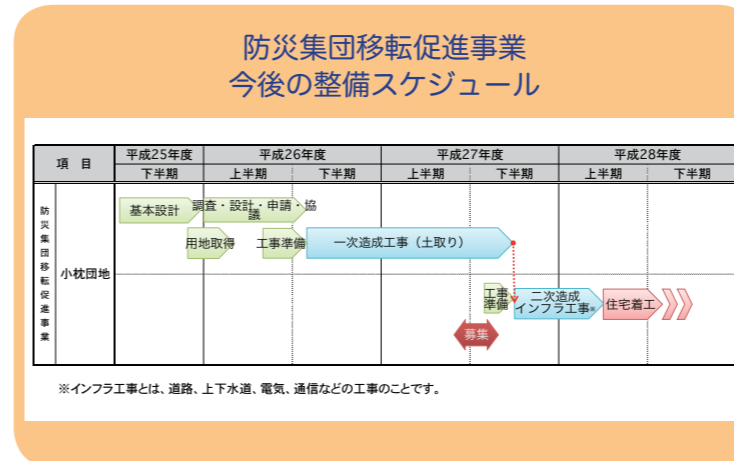 防災集団移転促進事業
今後の整備スケジュール
項 目
平成25年度
平成26年度
平成27年度
平成28年度
下半期
上半期
下半期
上半期
下半期
上半期
下半期
防災集団移転促進事業
小枕団地
基本設計
調査・設計・申請・協
議
用地取得
工事準備
一次造成工事（土取り）
工事
準備
二次造成
インフラ工事※
住宅着工
募集
※インフラ工事とは、道路、上下水道、電気、通信などの工事のことです。